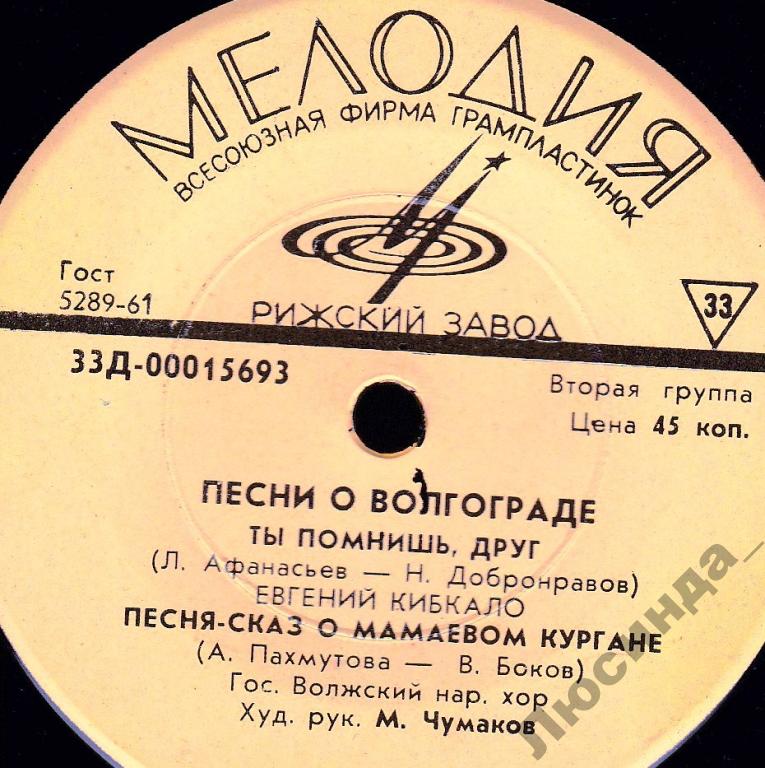 МЕЛОДИЯ
ВСЕСОЮЗНАЯ ФИРМА ГРАМПЛАСТИНОК
Гост
5289-61
33
РИЖСКИЙ ЗАВОД
33Д-00015693
Вторая группа
Цена 45 коп.
ПЕСНИ О ВОЛГОГРАДЕ
ТЫ ПОМНИШЬ, ДРУГ
(Л. Афанасьев — Н. Добронравов)
ЕВГЕНИЙ КИБКАЛО
ПЕСНЯ-СКАЗ О МАМАЕВОМ КУРГАНЕ
(А. Пахмутова — В. Боков)
Гос. Волжский нар. хор
Худ. рук. М. Чумаков
Люсинда_